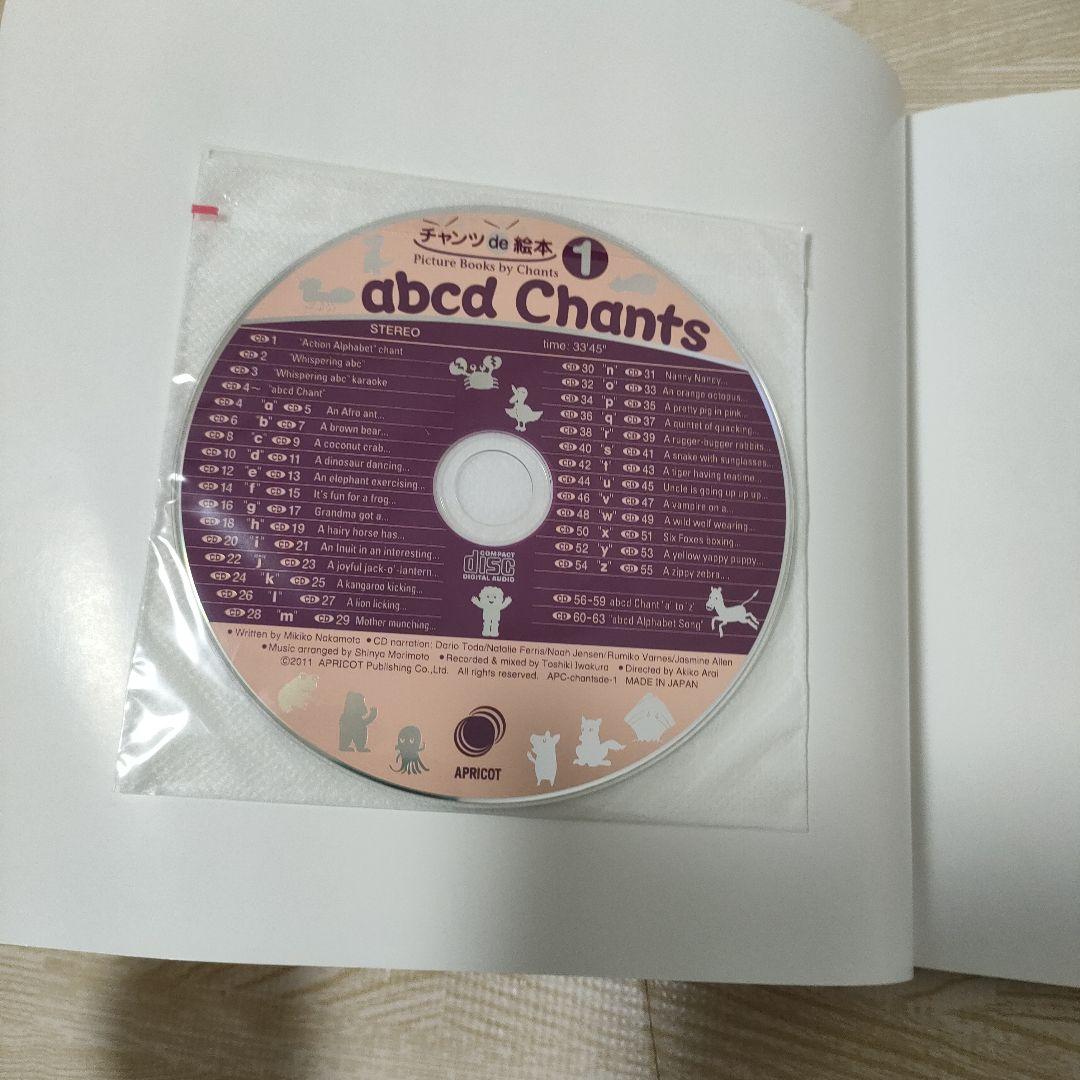 チャンツ de 絵本
Picture Books by Chants
1
abcd Chants
STEREO
time: 33'45"
CD 1 "Action Alphabet" chant
CD 2 "Whispering abc"
CD 3 "Whispering abc" karaoke
CD 4～ "abcd Chant"
CD 4 "a" CD 5 An Afro ant...
CD 6 "b" CD 7 A brown bear...
CD 8 "c" CD 9 A coconut crab...
CD 10 "d" CD 11 A dinosaur dancing...
CD 12 "e" CD 13 An elephant exercising...
CD 14 "f" CD 15 It's fun for a frog...
CD 16 "g" CD 17 Grandma got a...
CD 18 "h" CD 19 A hairy horse has...
CD 20 "i" CD 21 An Inuit in an interesting...
CD 22 "j" CD 23 A joyful jack-o'-lantern...
CD 24 "k" CD 25 A kangaroo kicking...
CD 26 "l" CD 27 A lion licking...
CD 28 "m" CD 29 Mother munching...
CD 30 "n" CD 31 Nanny Nancy...
CD 32 "o" CD 33 An orange octopus...
CD 34 "p" CD 35 A pretty pig in pink...
CD 36 "q" CD 37 A quintet of quacking...
CD 38 "r" CD 39 A rugger-bugger rabbits...
CD 40 "s" CD 41 A snake with sunglasses...
CD 42 "t" CD 43 A tiger having teatime...
CD 44 "u" CD 45 Uncle is going up up up...
CD 46 "v" CD 47 A vampire on a...
CD 48 "w" CD 49 A wild wolf wearing...
CD 50 "x" CD 51 Six Foxes boxing...
CD 52 "y" CD 53 A yellow yappy puppy...
CD 54 "z" CD 55 A zippy zebra...
CD 56-59 abcd Chant "a" to "z"
CD 60-63 "abcd Alphabet Song"
COMPACT
disc
DIGITAL AUDIO
●Written by Mikiko Nakamoto ●CD narration: Dario Toda/Natalie Ferris/Noah Jensen/Rumiko Varnes/Jasmine Allen
●Music arranged by Shinya Morimoto ●Recorded & mixed by Toshiki Iwakura ●Directed by Akiko Arai
©2011 APRICOT Publishing Co.,Ltd. All rights reserved. APC-chantsde-1 MADE IN JAPAN
APRICOT